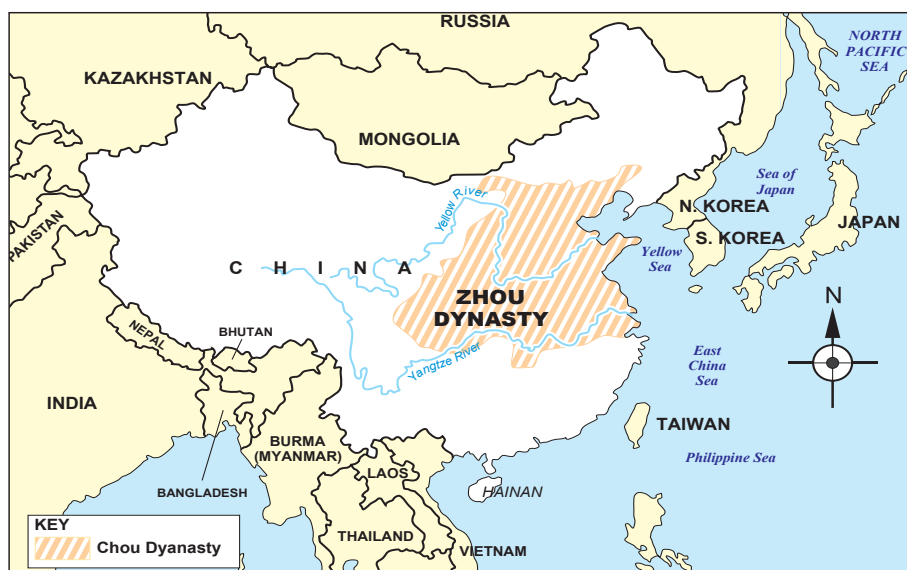 RUSSIA
NORTH
PACIFIC
SEA
KAZAKHSTAN
MONGOLIA
Sea of
Japan
Yellow River
N. KOREA
PAKISTAN
S. KOREA
JAPAN
Yellow
Sea
C H I N A
ZHOU
DYNASTY
N
NEPAL
BHUTAN
Yangtze River
East
China
Sea
INDIA
TAIWAN
BURMA
(MYANMAR)
Philippine Sea
LAOS
BANGLADESH
HAINAN
KEY
Chou Dyanasty
THAILAND
VIETNAM